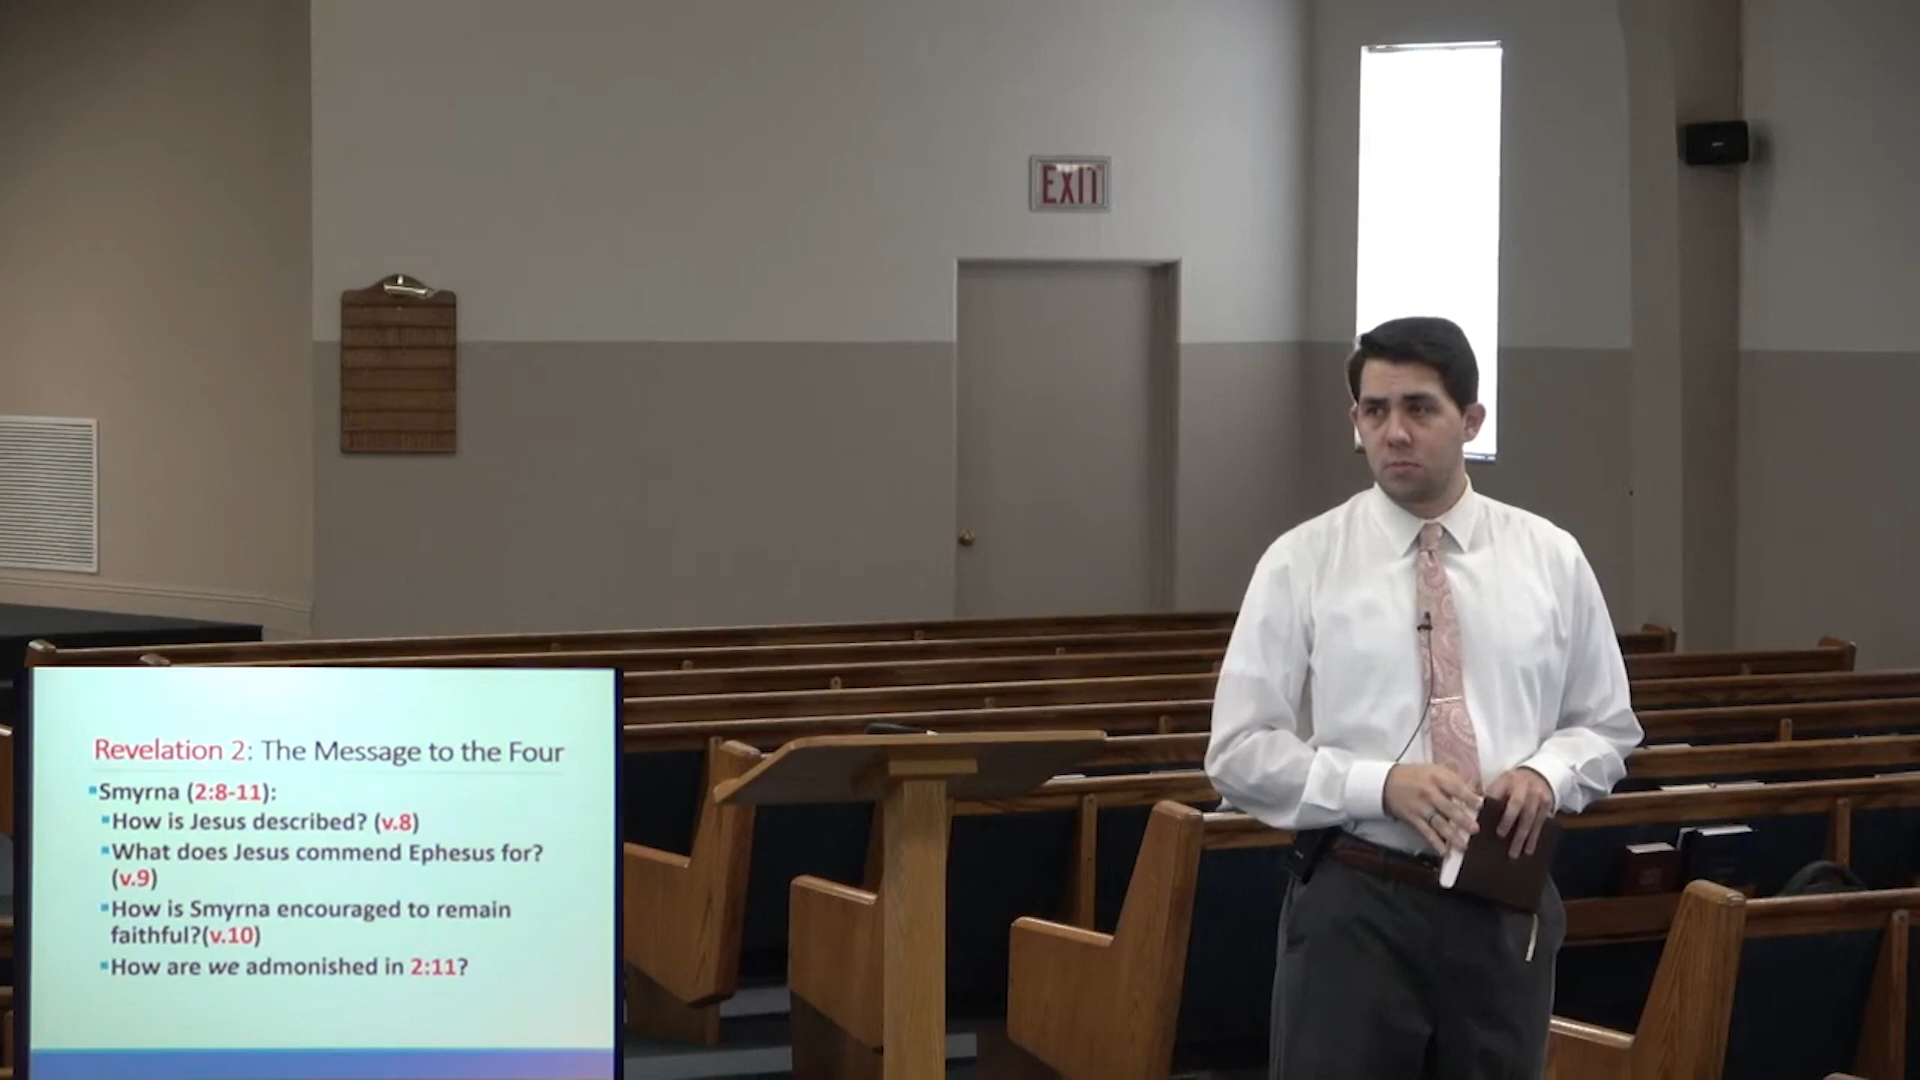 EXIT
Revelation 2: The Message to the Four
Smyrna (2:8-11):
How is Jesus described? (v.8)
What does Jesus commend Ephesus for?
(v.9)
How is Smyrna encouraged to remain
faithful?(v.10)
How are we admonished in 2:11?